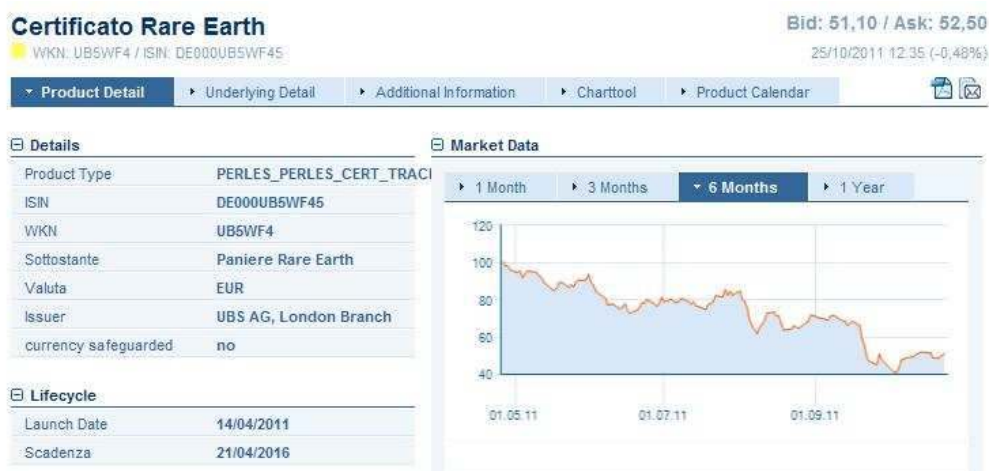 Certificato Rare Earth
Bid: 51,10 / Ask: 52,50
WKN: UB5WF4 / ISIN: DE000UB5WF45
25/10/2011 12:35 (-0,48%)
Product Detail Underlying Detail Additional Information Charttool Product Calendar
Details
Product Type PERLES_PERLES_CERT_TRACI
ISIN DE000UB5WF45
WKN UB5WF4
Sottostante Paniere Rare Earth
Valuta EUR
Issuer UBS AG, London Branch
currency safeguarded no
Lifecycle
Launch Date 14/04/2011
Scadenza 21/04/2016
Market Data
1 Month 3 Months 6 Months 1 Year
120
100
80
60
40
01.05.11 01.07.11 01.09.11